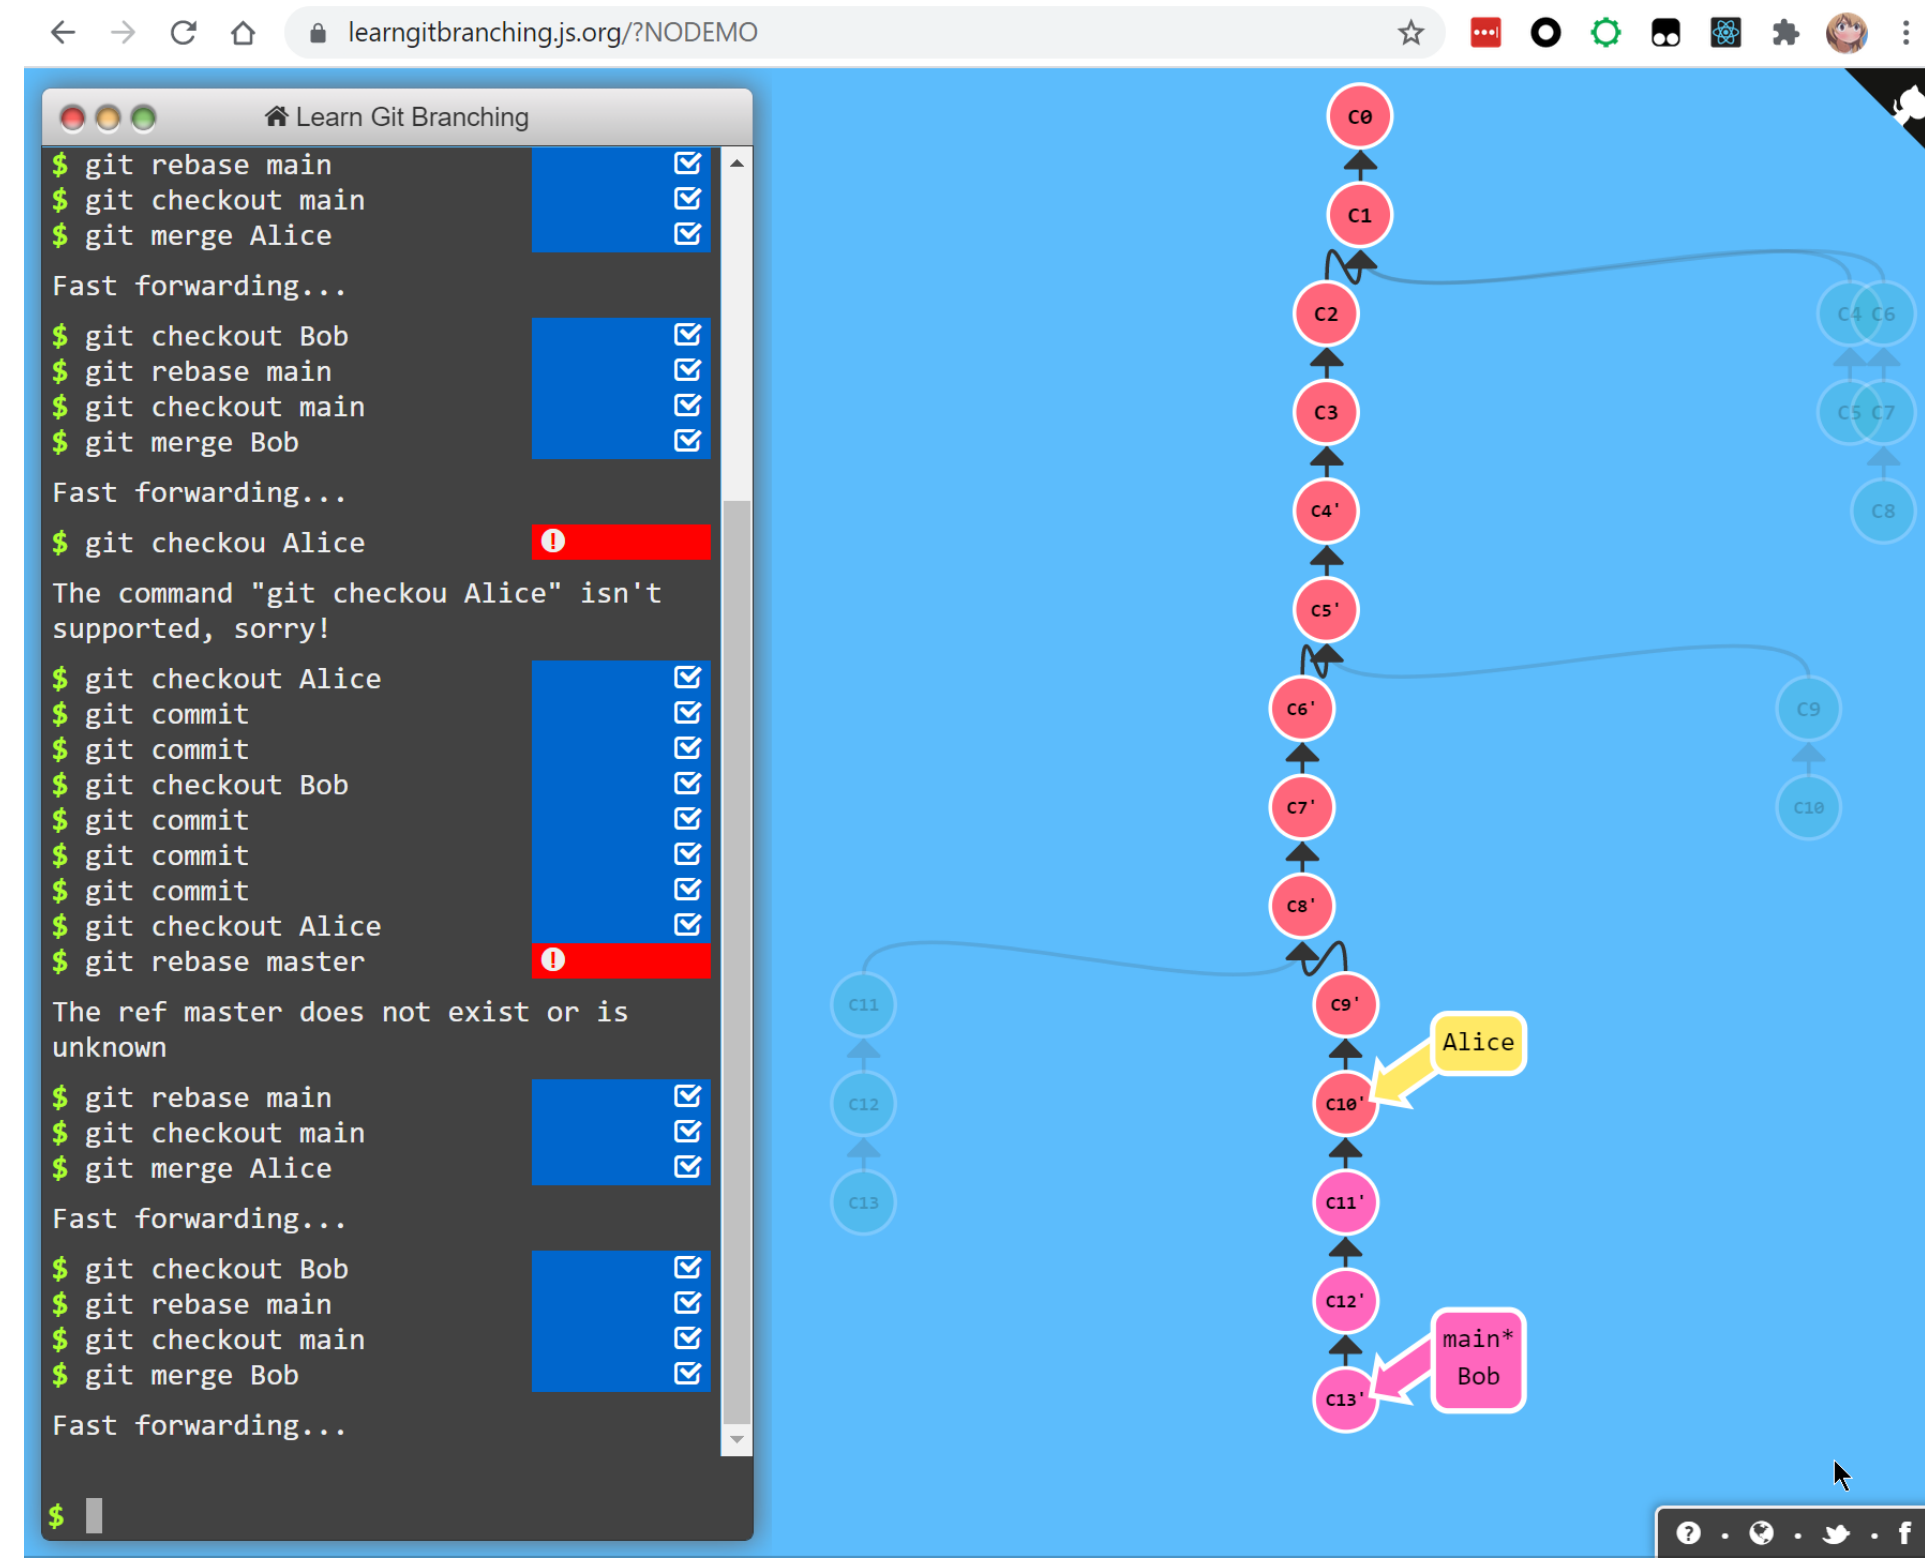 learngitbranching.js.org/?NODEMO
Learn Git Branching
$ git rebase main
$ git checkout main
$ git merge Alice
Fast forwarding...
$ git checkout Bob
$ git rebase main
$ git checkout main
$ git merge Bob
Fast forwarding...
$ git checkou Alice
The command "git checkou Alice" isn't
supported, sorry!
$ git checkout Alice
$ git commit
$ git commit
$ git checkout Bob
$ git commit
$ git commit
$ git commit
$ git checkout Alice
$ git rebase master
The ref master does not exist or is
unknown
$ git rebase main
$ git checkout main
$ git merge Alice
Fast forwarding...
$ git checkout Bob
$ git rebase main
$ git checkout main
$ git merge Bob
Fast forwarding...
$
C0
C1
C2
C4 C6
C3
C5 C7
C4'
C8
C5'
C6'
C9
C7'
C10
C8'
C11
C9'
Alice
C12
C10'
C13
C11'
C12'
main*
Bob
C13'